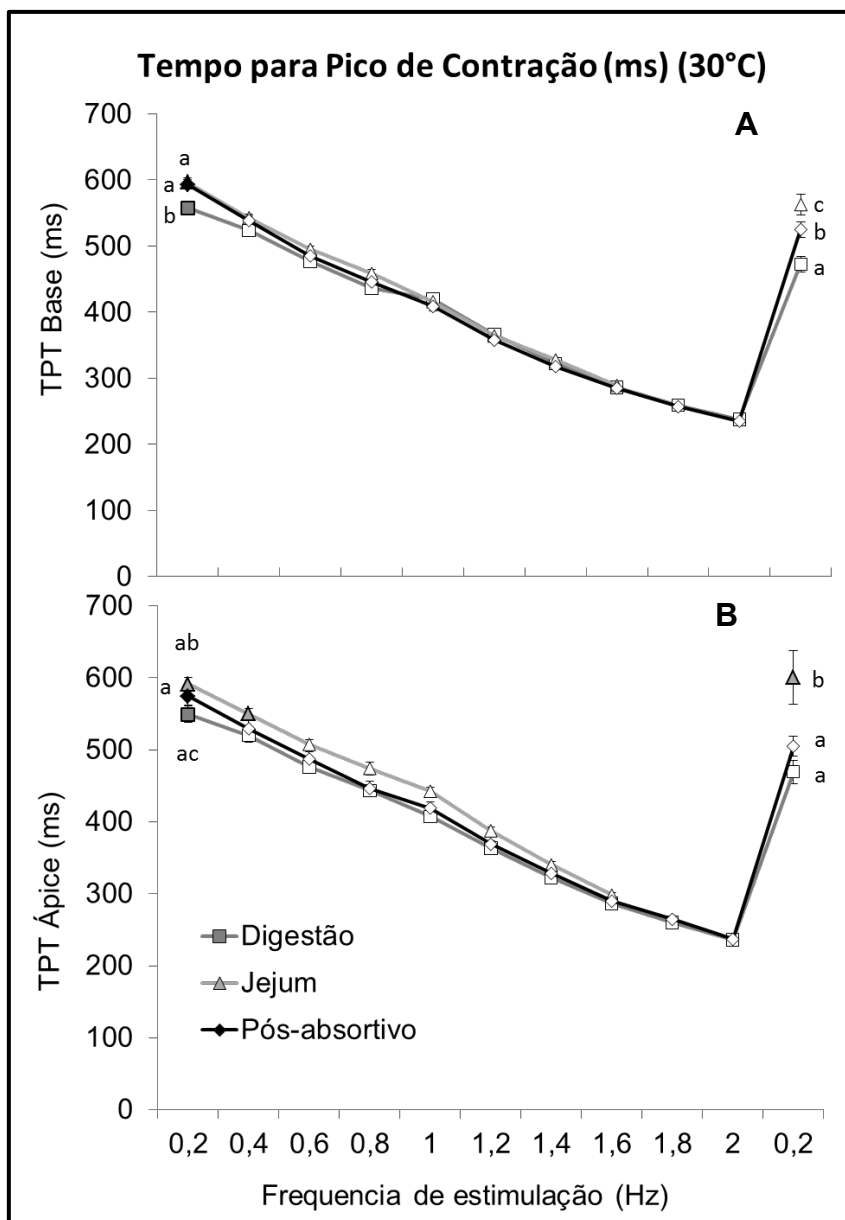 Tempo para Pico de Contração (ms) (30°C)
A
TPT Base (ms)
700
600
500
400
300
200
100
0
a
a
b
c
b
a
B
TPT Ápice (ms)
700
600
500
400
300
200
100
0
ab
a
ac
b
a
a
Digestão
Jejum
Pós-absortivo
0,2 0,4 0,6 0,8 1 1,2 1,4 1,6 1,8 2 0,2
Frequencia de estimulação (Hz)